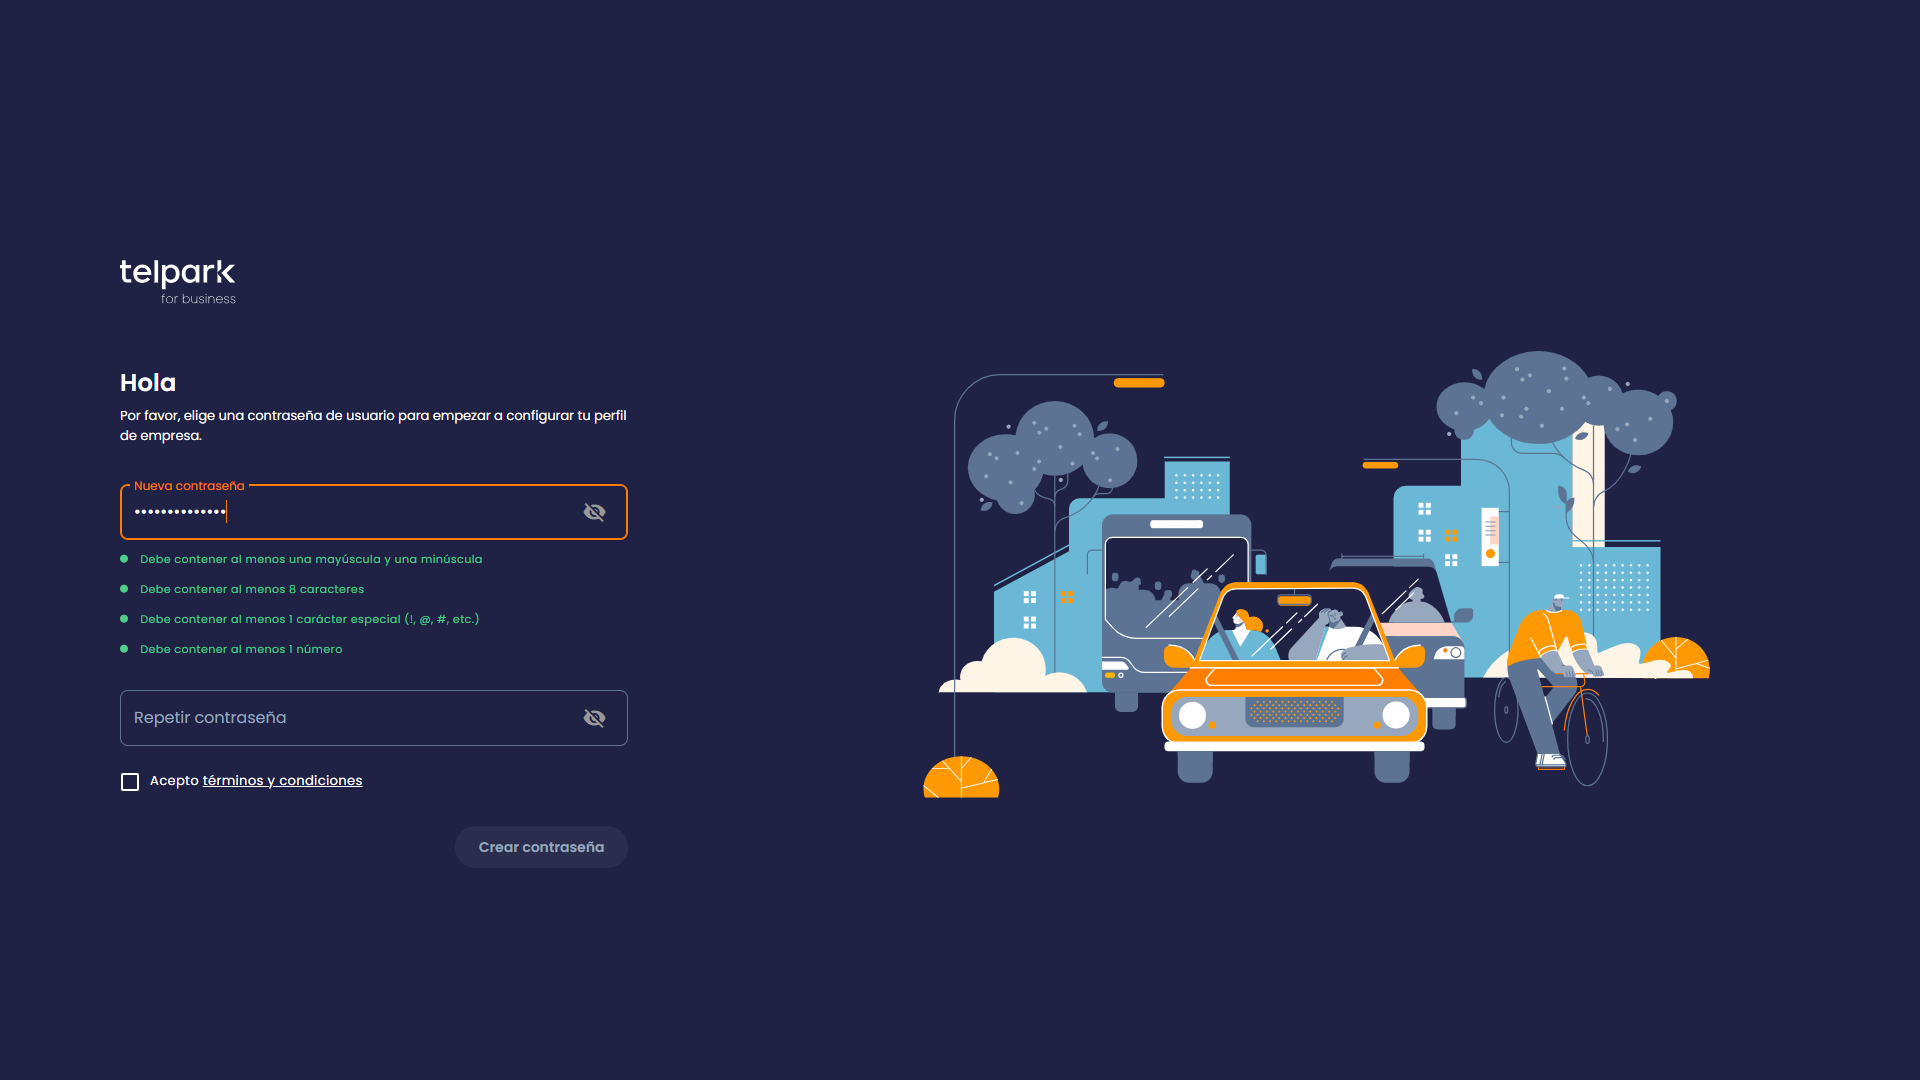 telpark
for business
Hola
Por favor, elige una contraseña de usuario para empezar a configurar tu perfil
de empresa.
Nueva contraseña
••••••••••••••
Debe contener al menos una mayúscula y una minúscula
Debe contener al menos 8 caracteres
Debe contener al menos 1 carácter especial (!, @, #, etc.)
Debe contener al menos 1 número
Repetir contraseña
Acepto términos y condiciones
Crear contraseña